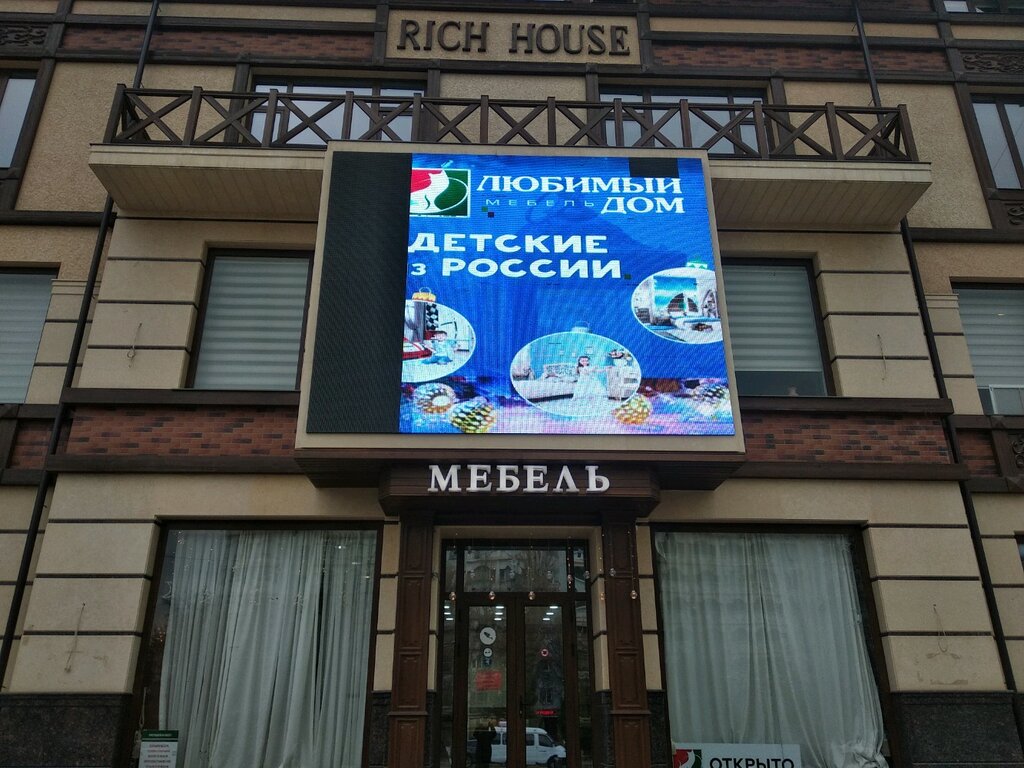 RICH HOUSE
ЛЮБИМЫЙ
МЕБЕЛЬ ДОМ
ДЕТСКИЕ
З РОССИИ
МЕБЕЛЬ
ОТКРЫТО